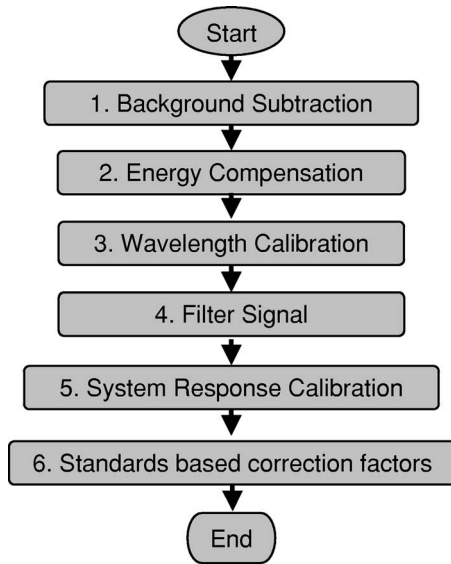 Start
1. Background Subtraction
2. Energy Compensation
3. Wavelength Calibration
4. Filter Signal
5. System Response Calibration
6. Standards based correction factors
End